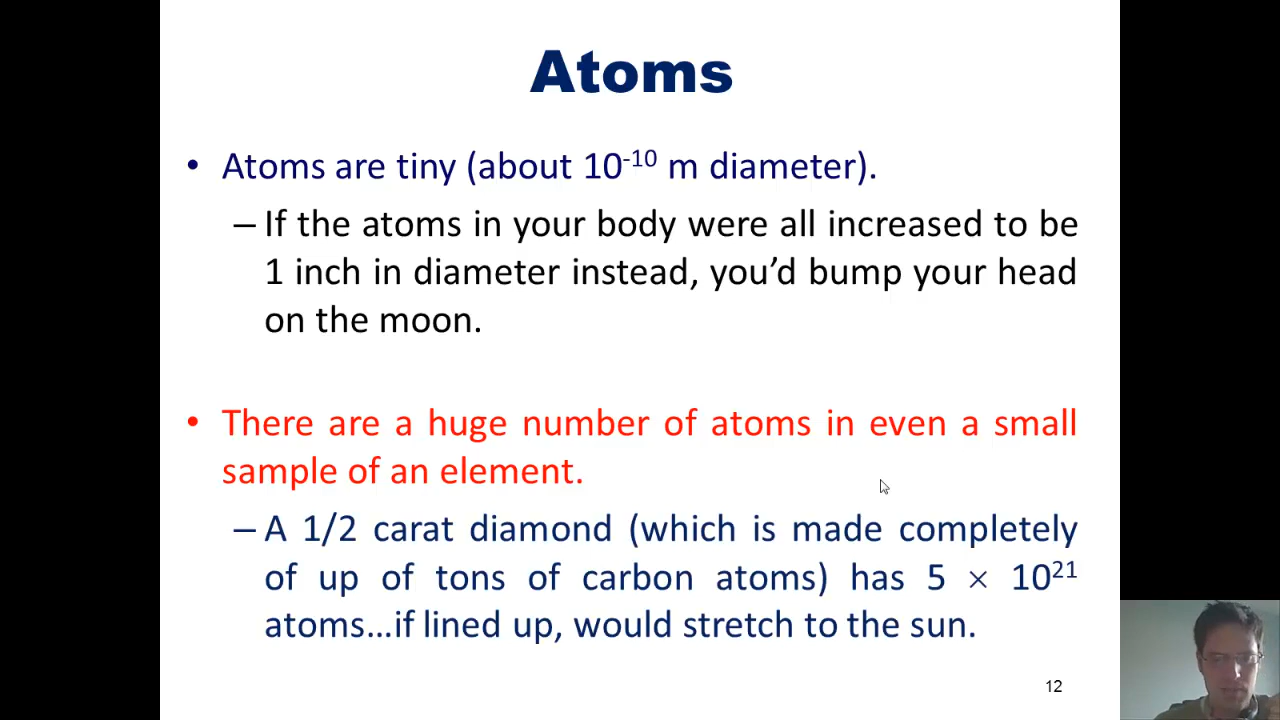 Atoms
• Atoms are tiny (about 10⁻¹⁰ m diameter).
– If the atoms in your body were all increased to be
1 inch in diameter instead, you’d bump your head
on the moon.
• There are a huge number of atoms in even a small
sample of an element.
– A 1/2 carat diamond (which is made completely
of up of tons of carbon atoms) has 5 × 10²¹
atoms…if lined up, would stretch to the sun.
12